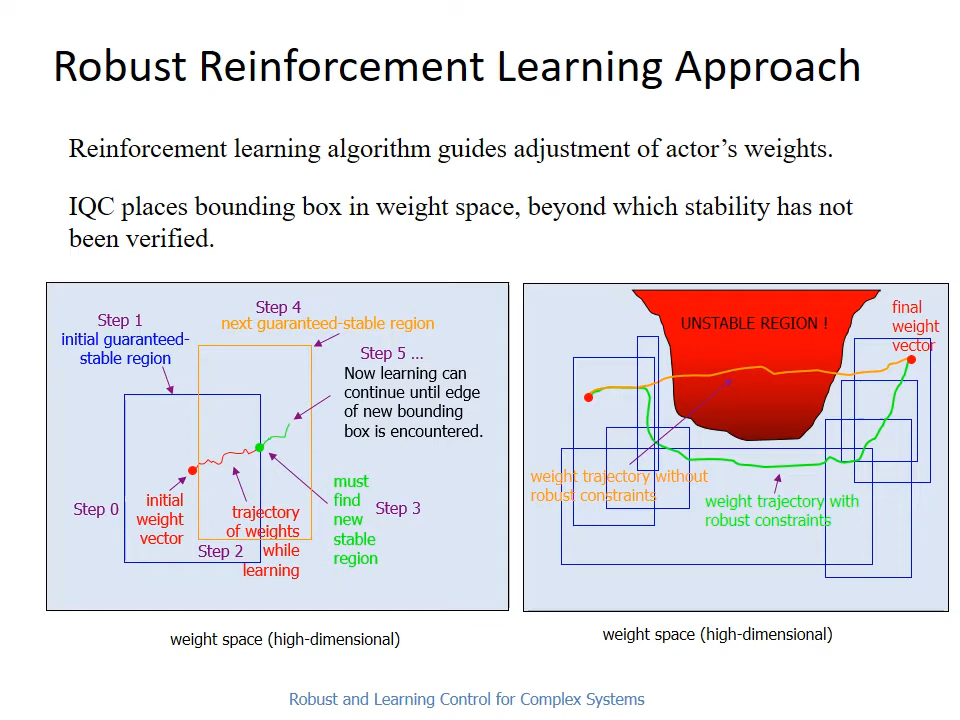 Robust Reinforcement Learning Approach
Reinforcement learning algorithm guides adjustment of actor’s weights.
IQC places bounding box in weight space, beyond which stability has not
been verified.
Step 1
initial guaranteed-
stable region
Step 4
next guaranteed-stable region
Step 5 ...
Now learning can
continue until edge
of new bounding
box is encountered.
Step 0
initial
weight
vector
trajectory
of weights
while
learning
Step 2
must
find
new
stable
region
Step 3
weight space (high-dimensional)
UNSTABLE REGION !
final
weight
vector
weight trajectory without
robust constraints
weight trajectory with
robust constraints
weight space (high-dimensional)
Robust and Learning Control for Complex Systems